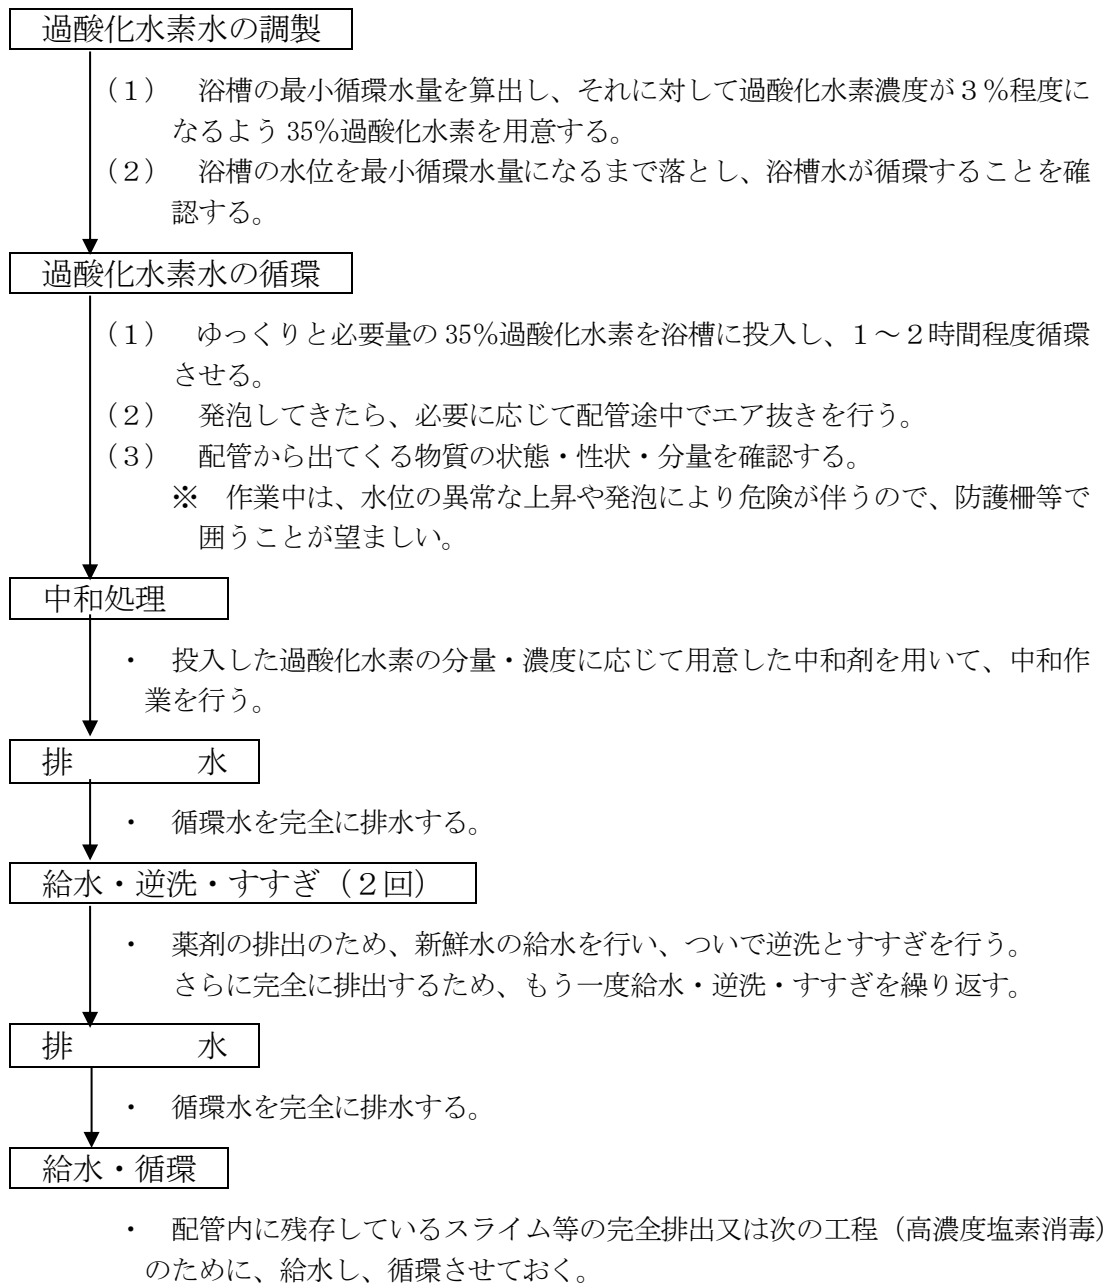 過酸化水素水の調製
（１）　浴槽の最小循環水量を算出し、それに対して過酸化水素濃度が３％程度に
なるよう 35％過酸化水素を用意する。
（２）　浴槽の水位を最小循環水量になるまで落とし、浴槽水が循環することを確
認する。
過酸化水素水の循環
（１）　ゆっくりと必要量の 35％過酸化水素を浴槽に投入し、１～２時間程度循環
させる。
（２）　発泡してきたら、必要に応じて配管途中でエア抜きを行う。
（３）　配管から出てくる物質の状態・性状・分量を確認する。
※　作業中は、水位の異常な上昇や発泡により危険が伴うので、防護柵等で
囲うことが望ましい。
中和処理
・　投入した過酸化水素の分量・濃度に応じて用意した中和剤を用いて、中和作
業を行う。
排　　　水
・　循環水を完全に排水する。
給水・逆洗・すすぎ（２回）
・　薬剤の排出のため、新鮮水の給水を行い、ついで逆洗とすすぎを行う。
さらに完全に排出するため、もう一度給水・逆洗・すすぎを繰り返す。
排　　　水
・　循環水を完全に排水する。
給水・循環
・　配管内に残存しているスライム等の完全排出又は次の工程（高濃度塩素消毒）
のために、給水し、循環させておく。